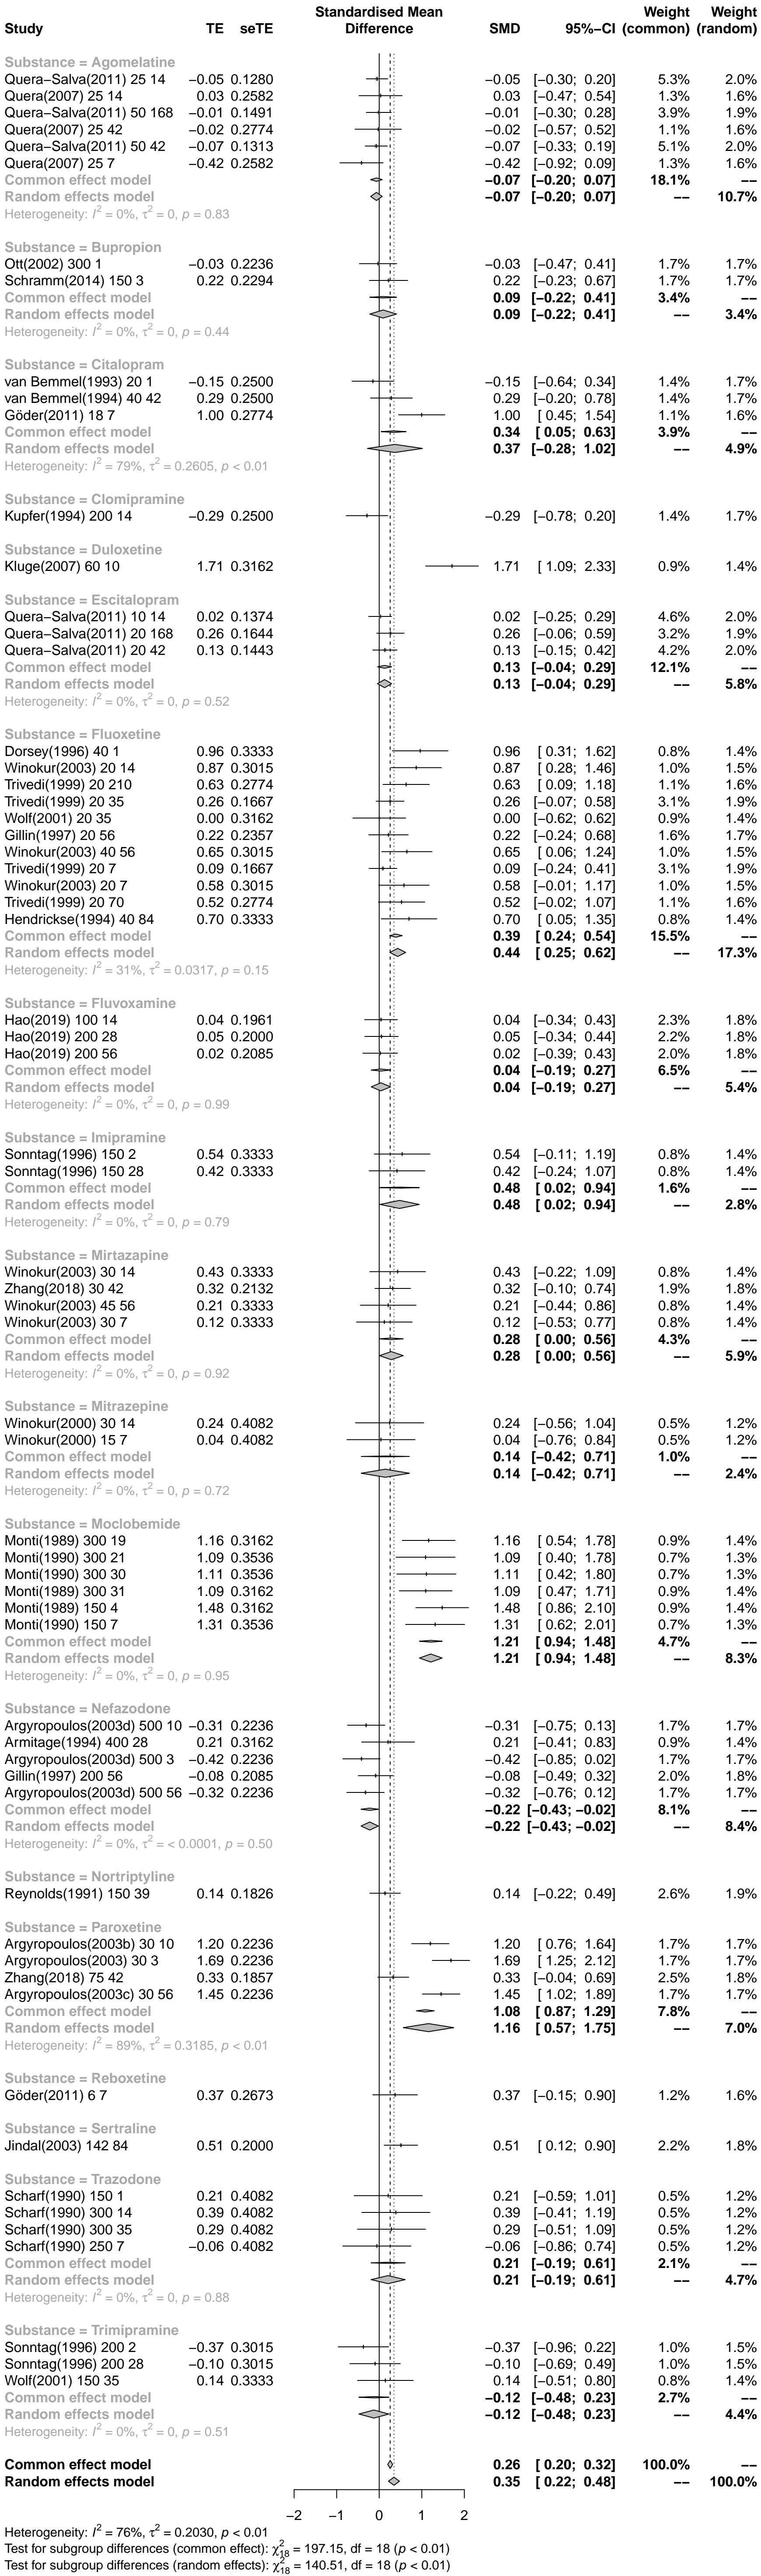 Standardised Mean Weight Weight
Study TE seTE Difference SMD 95%−CI (common) (random)
Substance = Agomelatine
Quera−Salva(2011) 25 14 −0.05 0.1280 −0.05 [−0.30; 0.20] 5.3% 2.0%
Quera(2007) 25 14 0.03 0.2582 0.03 [−0.47; 0.54] 1.3% 1.6%
Quera−Salva(2011) 50 168 −0.01 0.1491 −0.01 [−0.30; 0.28] 3.9% 1.9%
Quera(2007) 25 42 −0.02 0.2774 −0.02 [−0.57; 0.52] 1.1% 1.6%
Quera−Salva(2011) 50 42 −0.07 0.1313 −0.07 [−0.33; 0.19] 5.1% 2.0%
Quera(2007) 25 7 −0.42 0.2582 −0.42 [−0.92; 0.09] 1.3% 1.6%
Common effect model −0.07 [−0.20; 0.07] 18.1% −−
Random effects model −0.07 [−0.20; 0.07] −− 10.7%
Heterogeneity: I² = 0%, τ² = 0, p = 0.83
Substance = Bupropion
Ott(2002) 300 1 −0.03 0.2236 −0.03 [−0.47; 0.41] 1.7% 1.7%
Schramm(2014) 150 3 0.22 0.2294 0.22 [−0.23; 0.67] 1.7% 1.7%
Common effect model 0.09 [−0.22; 0.41] 3.4% −−
Random effects model 0.09 [−0.22; 0.41] −− 3.4%
Heterogeneity: I² = 0%, τ² = 0, p = 0.44
Substance = Citalopram
van Bemmel(1993) 20 1 −0.15 0.2500 −0.15 [−0.64; 0.34] 1.4% 1.7%
van Bemmel(1994) 40 42 0.29 0.2500 0.29 [−0.20; 0.78] 1.4% 1.7%
Göder(2011) 18 7 1.00 0.2774 1.00 [ 0.45; 1.54] 1.1% 1.6%
Common effect model 0.34 [ 0.05; 0.63] 3.9% −−
Random effects model 0.37 [−0.28; 1.02] −− 4.9%
Heterogeneity: I² = 79%, τ² = 0.2605, p < 0.01
Substance = Clomipramine
Kupfer(1994) 200 14 −0.29 0.2500 −0.29 [−0.78; 0.20] 1.4% 1.7%
Substance = Duloxetine
Kluge(2007) 60 10 1.71 0.3162 1.71 [ 1.09; 2.33] 0.9% 1.4%
Substance = Escitalopram
Quera−Salva(2011) 10 14 0.02 0.1374 0.02 [−0.25; 0.29] 4.6% 2.0%
Quera−Salva(2011) 20 168 0.26 0.1644 0.26 [−0.06; 0.59] 3.2% 1.9%
Quera−Salva(2011) 20 42 0.13 0.1443 0.13 [−0.15; 0.42] 4.2% 2.0%
Common effect model 0.13 [−0.04; 0.29] 12.1% −−
Random effects model 0.13 [−0.04; 0.29] −− 5.8%
Heterogeneity: I² = 0%, τ² = 0, p = 0.52
Substance = Fluoxetine
Dorsey(1996) 40 1 0.96 0.3333 0.96 [ 0.31; 1.62] 0.8% 1.4%
Winokur(2003) 20 14 0.87 0.3015 0.87 [ 0.28; 1.46] 1.0% 1.5%
Trivedi(1999) 20 210 0.63 0.2774 0.63 [ 0.09; 1.18] 1.1% 1.6%
Trivedi(1999) 20 35 0.26 0.1667 0.26 [−0.07; 0.58] 3.1% 1.9%
Wolf(2001) 20 35 0.00 0.3162 0.00 [−0.62; 0.62] 0.9% 1.4%
Gillin(1997) 20 56 0.22 0.2357 0.22 [−0.24; 0.68] 1.6% 1.7%
Winokur(2003) 40 56 0.65 0.3015 0.65 [ 0.06; 1.24] 1.0% 1.5%
Trivedi(1999) 20 7 0.09 0.1667 0.09 [−0.24; 0.41] 3.1% 1.9%
Winokur(2003) 20 7 0.58 0.3015 0.58 [−0.01; 1.17] 1.0% 1.5%
Trivedi(1999) 20 70 0.52 0.2774 0.52 [−0.02; 1.07] 1.1% 1.6%
Hendrickse(1994) 40 84 0.70 0.3333 0.70 [ 0.05; 1.35] 0.8% 1.4%
Common effect model 0.39 [ 0.24; 0.54] 15.5% −−
Random effects model 0.44 [ 0.25; 0.62] −− 17.3%
Heterogeneity: I² = 31%, τ² = 0.0317, p = 0.15
Substance = Fluvoxamine
Hao(2019) 100 14 0.04 0.1961 0.04 [−0.34; 0.43] 2.3% 1.8%
Hao(2019) 200 28 0.05 0.2000 0.05 [−0.34; 0.44] 2.2% 1.8%
Hao(2019) 200 56 0.02 0.2085 0.02 [−0.39; 0.43] 2.0% 1.8%
Common effect model 0.04 [−0.19; 0.27] 6.5% −−
Random effects model 0.04 [−0.19; 0.27] −− 5.4%
Heterogeneity: I² = 0%, τ² = 0, p = 0.99
Substance = Imipramine
Sonntag(1996) 150 2 0.54 0.3333 0.54 [−0.11; 1.19] 0.8% 1.4%
Sonntag(1996) 150 28 0.42 0.3333 0.42 [−0.24; 1.07] 0.8% 1.4%
Common effect model 0.48 [ 0.02; 0.94] 1.6% −−
Random effects model 0.48 [ 0.02; 0.94] −− 2.8%
Heterogeneity: I² = 0%, τ² = 0, p = 0.79
Substance = Mirtazapine
Winokur(2003) 30 14 0.43 0.3333 0.43 [−0.22; 1.09] 0.8% 1.4%
Zhang(2018) 30 42 0.32 0.2132 0.32 [−0.10; 0.74] 1.9% 1.8%
Winokur(2003) 45 56 0.21 0.3333 0.21 [−0.44; 0.86] 0.8% 1.4%
Winokur(2003) 30 7 0.12 0.3333 0.12 [−0.53; 0.77] 0.8% 1.4%
Common effect model 0.28 [ 0.00; 0.56] 4.3% −−
Random effects model 0.28 [ 0.00; 0.56] −− 5.9%
Heterogeneity: I² = 0%, τ² = 0, p = 0.92
Substance = Mitrazepine
Winokur(2000) 30 14 0.24 0.4082 0.24 [−0.56; 1.04] 0.5% 1.2%
Winokur(2000) 15 7 0.04 0.4082 0.04 [−0.76; 0.84] 0.5% 1.2%
Common effect model 0.14 [−0.42; 0.71] 1.0% −−
Random effects model 0.14 [−0.42; 0.71] −− 2.4%
Heterogeneity: I² = 0%, τ² = 0, p = 0.72
Substance = Moclobemide
Monti(1989) 300 19 1.16 0.3162 1.16 [ 0.54; 1.78] 0.9% 1.4%
Monti(1990) 300 21 1.09 0.3536 1.09 [ 0.40; 1.78] 0.7% 1.3%
Monti(1990) 300 30 1.11 0.3536 1.11 [ 0.42; 1.80] 0.7% 1.3%
Monti(1989) 300 31 1.09 0.3162 1.09 [ 0.47; 1.71] 0.9% 1.4%
Monti(1989) 150 4 1.48 0.3162 1.48 [ 0.86; 2.10] 0.9% 1.4%
Monti(1990) 150 7 1.31 0.3536 1.31 [ 0.62; 2.01] 0.7% 1.3%
Common effect model 1.21 [ 0.94; 1.48] 4.7% −−
Random effects model 1.21 [ 0.94; 1.48] −− 8.3%
Heterogeneity: I² = 0%, τ² = 0, p = 0.95
Substance = Nefazodone
Argyropoulos(2003d) 500 10 −0.31 0.2236 −0.31 [−0.75; 0.13] 1.7% 1.7%
Armitage(1994) 400 28 0.21 0.3162 0.21 [−0.41; 0.83] 0.9% 1.4%
Argyropoulos(2003d) 500 3 −0.42 0.2236 −0.42 [−0.85; 0.02] 1.7% 1.7%
Gillin(1997) 200 56 −0.08 0.2085 −0.08 [−0.49; 0.32] 2.0% 1.8%
Argyropoulos(2003d) 500 56 −0.32 0.2236 −0.32 [−0.76; 0.12] 1.7% 1.7%
Common effect model −0.22 [−0.43; −0.02] 8.1% −−
Random effects model −0.22 [−0.43; −0.02] −− 8.4%
Heterogeneity: I² = 0%, τ² = < 0.0001, p = 0.50
Substance = Nortriptyline
Reynolds(1991) 150 39 0.14 0.1826 0.14 [−0.22; 0.49] 2.6% 1.9%
Substance = Paroxetine
Argyropoulos(2003b) 30 10 1.20 0.2236 1.20 [ 0.76; 1.64] 1.7% 1.7%
Argyropoulos(2003) 30 3 1.69 0.2236 1.69 [ 1.25; 2.12] 1.7% 1.7%
Zhang(2018) 75 42 0.33 0.1857 0.33 [−0.04; 0.69] 2.5% 1.8%
Argyropoulos(2003c) 30 56 1.45 0.2236 1.45 [ 1.02; 1.89] 1.7% 1.7%
Common effect model 1.08 [ 0.87; 1.29] 7.8% −−
Random effects model 1.16 [ 0.57; 1.75] −− 7.0%
Heterogeneity: I² = 89%, τ² = 0.3185, p < 0.01
Substance = Reboxetine
Göder(2011) 6 7 0.37 0.2673 0.37 [−0.15; 0.90] 1.2% 1.6%
Substance = Sertraline
Jindal(2003) 142 84 0.51 0.2000 0.51 [ 0.12; 0.90] 2.2% 1.8%
Substance = Trazodone
Scharf(1990) 150 1 0.21 0.4082 0.21 [−0.59; 1.01] 0.5% 1.2%
Scharf(1990) 300 14 0.39 0.4082 0.39 [−0.41; 1.19] 0.5% 1.2%
Scharf(1990) 300 35 0.29 0.4082 0.29 [−0.51; 1.09] 0.5% 1.2%
Scharf(1990) 250 7 −0.06 0.4082 −0.06 [−0.86; 0.74] 0.5% 1.2%
Common effect model 0.21 [−0.19; 0.61] 2.1% −−
Random effects model 0.21 [−0.19; 0.61] −− 4.7%
Heterogeneity: I² = 0%, τ² = 0, p = 0.88
Substance = Trimipramine
Sonntag(1996) 200 2 −0.37 0.3015 −0.37 [−0.96; 0.22] 1.0% 1.5%
Sonntag(1996) 200 28 −0.10 0.3015 −0.10 [−0.69; 0.49] 1.0% 1.5%
Wolf(2001) 150 35 0.14 0.3333 0.14 [−0.51; 0.80] 0.8% 1.4%
Common effect model −0.12 [−0.48; 0.23] 2.7% −−
Random effects model −0.12 [−0.48; 0.23] −− 4.4%
Heterogeneity: I² = 0%, τ² = 0, p = 0.51
Common effect model 0.26 [ 0.20; 0.32] 100.0% −−
Random effects model 0.35 [ 0.22; 0.48] −− 100.0%
−2 −1 0 1 2
Heterogeneity: I² = 76%, τ² = 0.2030, p < 0.01
Test for subgroup differences (common effect): χ²₁₈ = 197.15, df = 18 (p < 0.01)
Test for subgroup differences (random effects): χ²₁₈ = 140.51, df = 18 (p < 0.01)